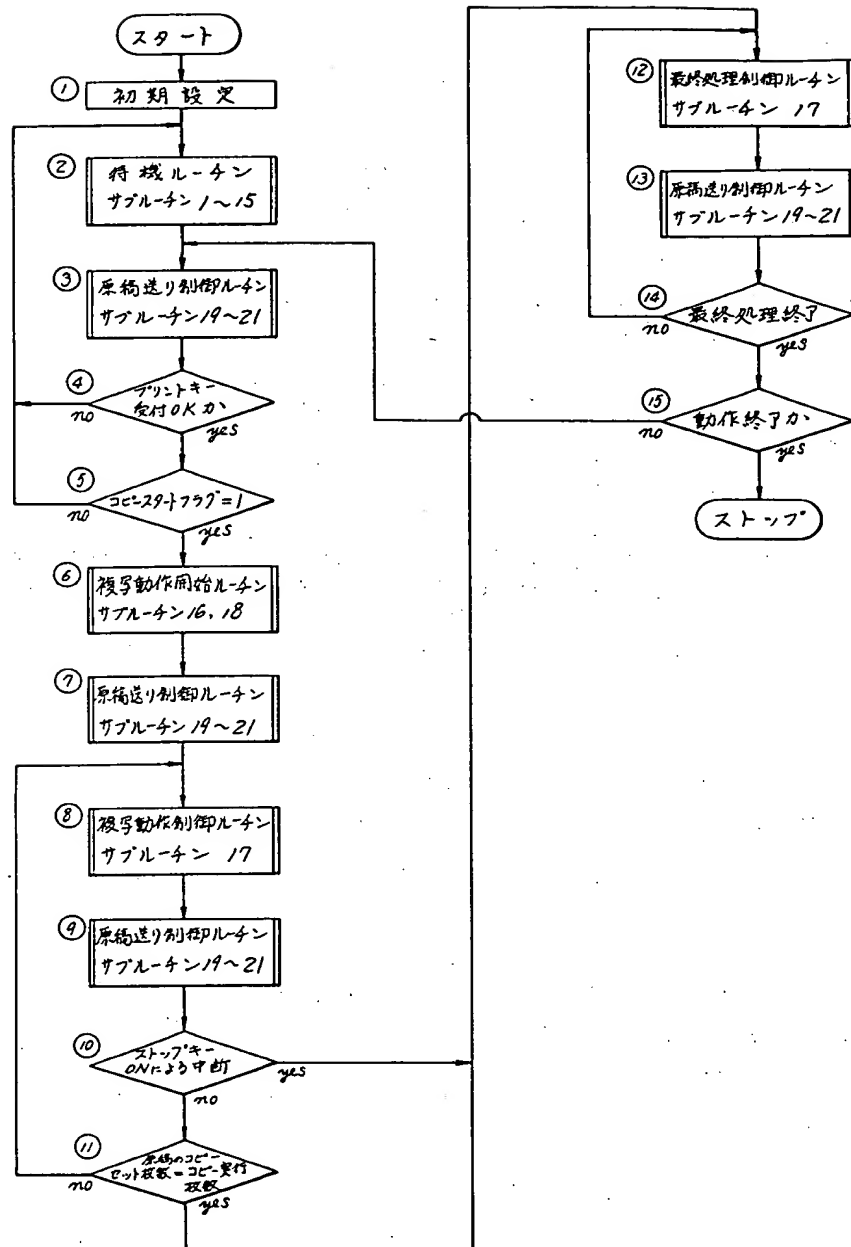 スタート
① 初期設定
② 待機ルーチン
サブルーチン 1～15
③ 原稿送り制御ルーチン
サブルーチン 19～21
④ プリントキー
受付OKか
no
yes
⑤ コピースタートフラグ=1
no
yes
⑥ 複写動作開始ルーチン
サブルーチン 16, 18
⑦ 原稿送り制御ルーチン
サブルーチン 19～21
⑧ 複写動作制御ルーチン
サブルーチン 17
⑨ 原稿送り制御ルーチン
サブルーチン 19～21
⑩ ストップキー
ONによる中断
yes
no
⑪ 原稿のコピー
セット枚数=コピー実行
枚数
no
yes
⑫ 最終処理制御ルーチン
サブルーチン 17
⑬ 原稿送り制御ルーチン
サブルーチン 19～21
⑭ 最終処理終了
no
yes
⑮ 動作終了か
no
yes
ストップ